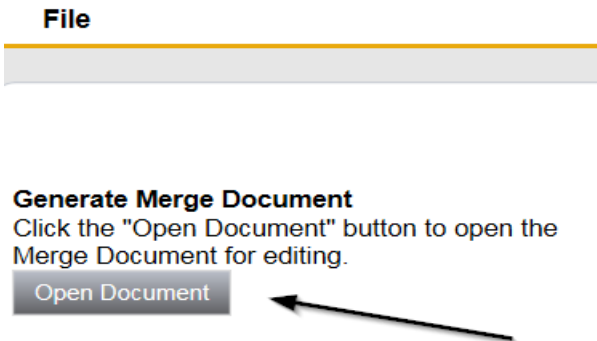 File
Generate Merge Document
Click the "Open Document" button to open the
Merge Document for editing.
Open Document